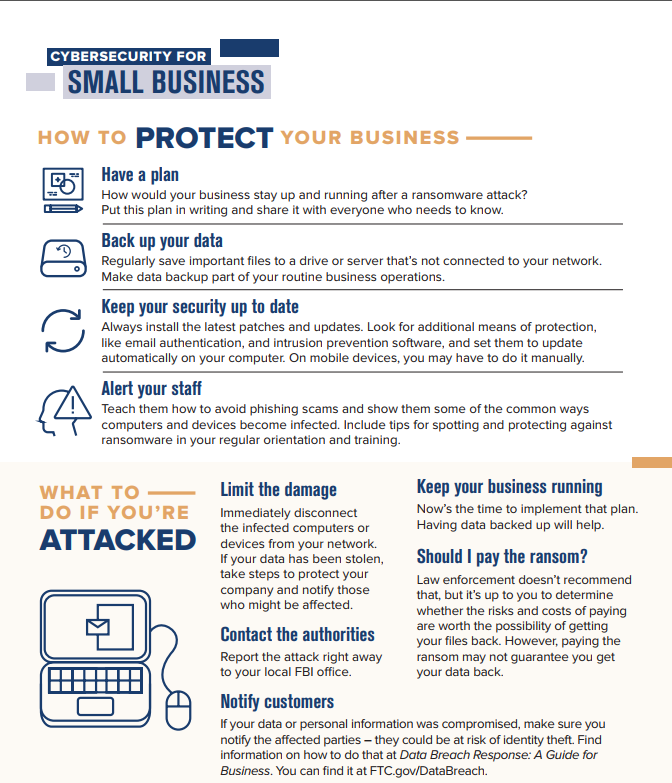 CYBERSECURITY FOR
SMALL BUSINESS
HOW TO PROTECT YOUR BUSINESS
Have a plan
How would your business stay up and running after a ransomware attack?
Put this plan in writing and share it with everyone who needs to know.
Back up your data
Regularly save important files to a drive or server that's not connected to your network.
Make data backup part of your routine business operations.
Keep your security up to date
Always install the latest patches and updates. Look for additional means of protection,
like email authentication, and intrusion prevention software, and set them to update
automatically on your computer. On mobile devices, you may have to do it manually.
Alert your staff
Teach them how to avoid phishing scams and show them some of the common ways
computers and devices become infected. Include tips for spotting and protecting against
ransomware in your regular orientation and training.
WHAT TO
DO IF YOU'RE
ATTACKED
Limit the damage
Immediately disconnect
the infected computers or
devices from your network.
If your data has been stolen,
take steps to protect your
company and notify those
who might be affected.
Contact the authorities
Report the attack right away
to your local FBI office.
Keep your business running
Now's the time to implement that plan.
Having data backed up will help.
Should I pay the ransom?
Law enforcement doesn't recommend
that, but it's up to you to determine
whether the risks and costs of paying
are worth the possibility of getting
your files back. However, paying the
ransom may not guarantee you get
your data back.
Notify customers
If your data or personal information was compromised, make sure you
notify the affected parties – they could be at risk of identity theft. Find
information on how to do that at Data Breach Response: A Guide for
Business. You can find it at FTC.gov/DataBreach.